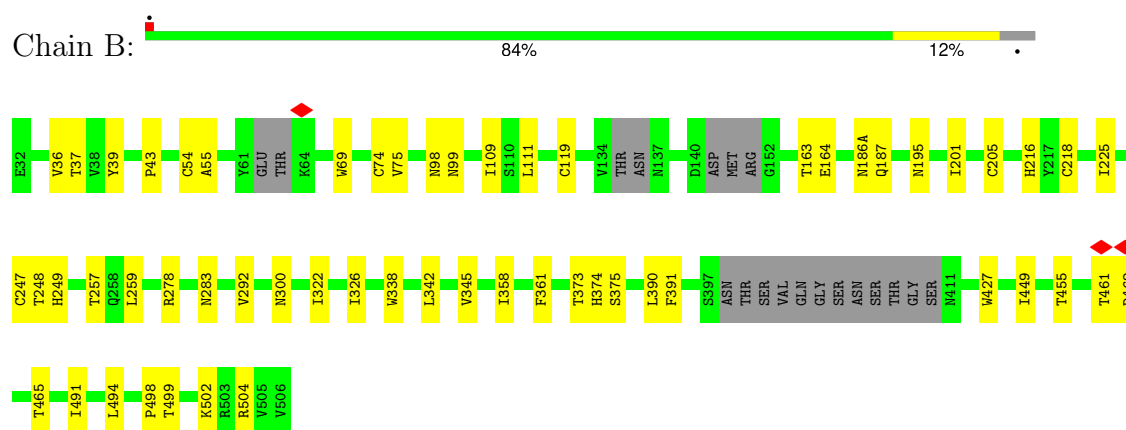 Chain B:
84% 12%
E32 V36 T37 V38 Y39 P43 C54 A55 Y61 GLU THR K64 W69 C74 V75 N98 N99 I109 S110 L111 C119 V134 THR ASN N137 D140 ASP MET ARG G152 T163 E164 N186A Q187 N195 I201 C205 H216 Y217 C218 I225
C247 T248 H249 T257 Q258 L259 R278 N283 V292 N300 I322 I326 W338 L342 V345 I358 F361 T373 H374 S375 L390 F391 S397 ASN THR SER VAL GLN GLY SER ASN SER THR GLY SER N411 W427 I449 T455 T461
T465 I491 L494 P498 T499 K502 R503 R504 V505 V506